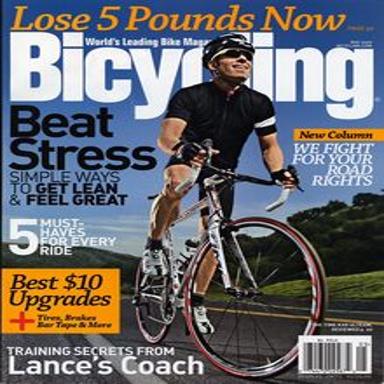 Lose 5 Pounds Now
World's Leading Bike Magazine
Bicycling
Beat
Stress
SIMPLE WAYS
TO GET LEAN
& FEEL GREAT
New Column
WE FIGHT
FOR YOUR
ROAD
RIGHTS
5 MUST-
HAVES
FOR EVERY
RIDE
Best $10
Upgrades
+ Tires, Brakes
Bar Tape & More
TRAINING SECRETS FROM
Lance's Coach